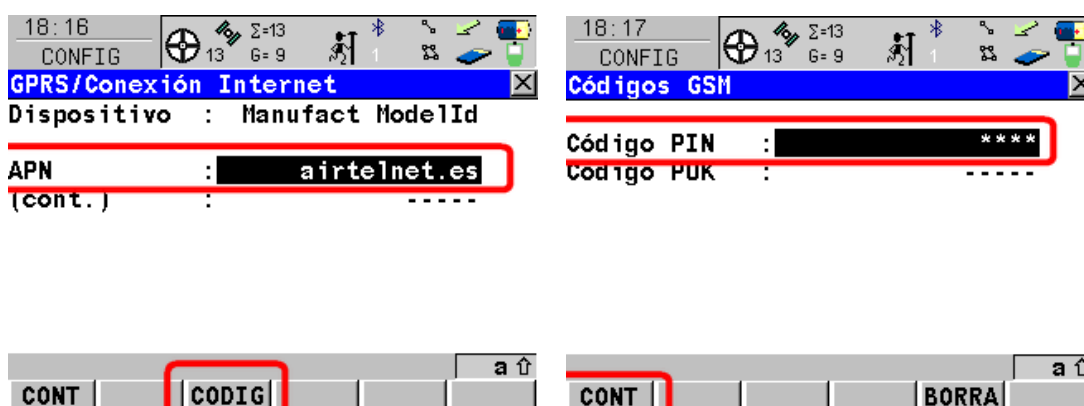 18:16
CONFIG
13
Σ=13
G= 9
1
GPRS/Conexión Internet
Dispositivo : Manufact ModelId
APN : airtelnet.es
(cont.) : -----
a
CONT CODIG
18:17
CONFIG
13
Σ=13
G= 9
1
Códigos GSM
Código PIN : ****
Código PUK : -----
a
CONT BORRA